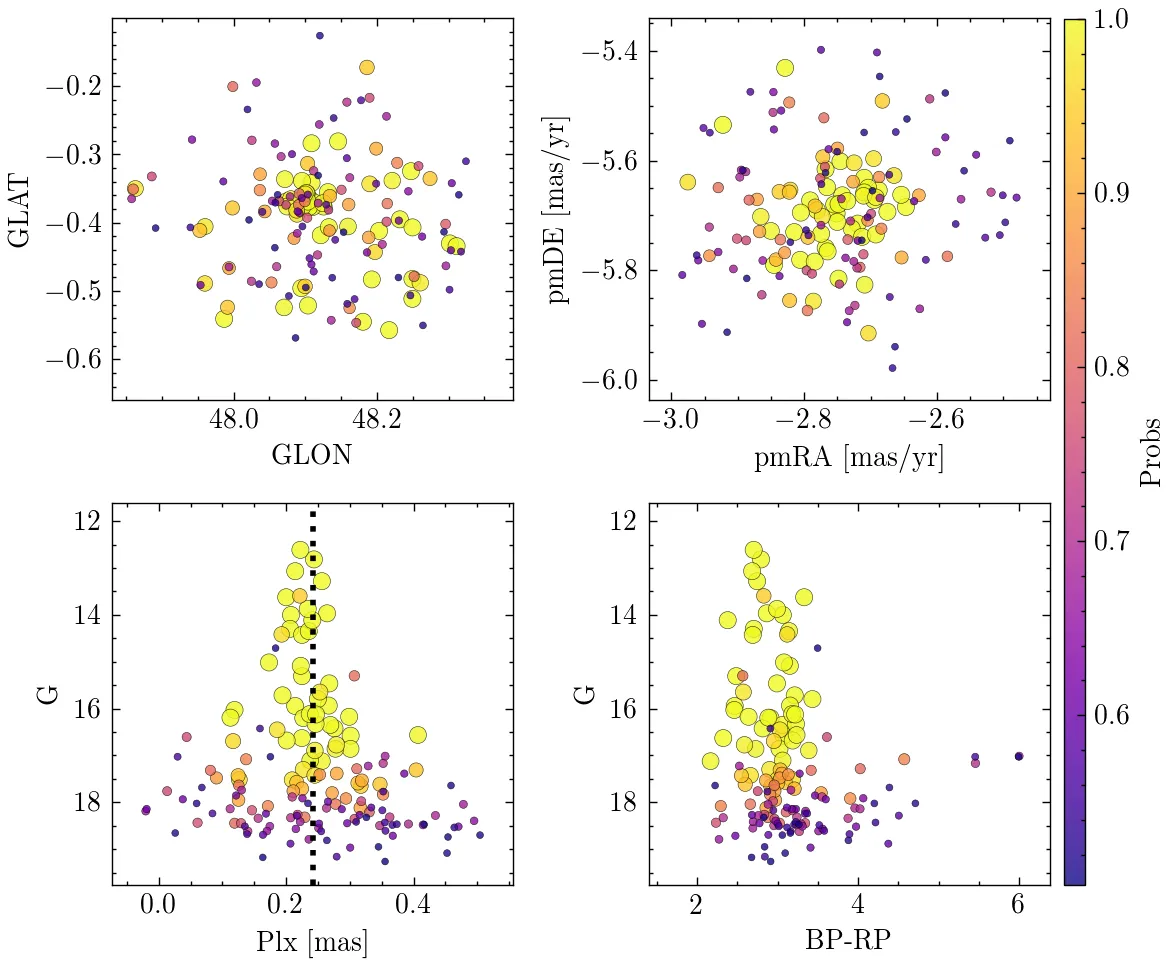 −0.2
−0.3
−0.4
−0.5
−0.6
GLAT
48.0 48.2
GLON
−5.4
−5.6
−5.8
−6.0
pmDE [mas/yr]
−3.0 −2.8 −2.6
pmRA [mas/yr]
12
14
16
18
G
0.0 0.2 0.4
Plx [mas]
12
14
16
18
G
2 4 6
BP-RP
1.0
0.9
0.8
0.7
0.6
Probs